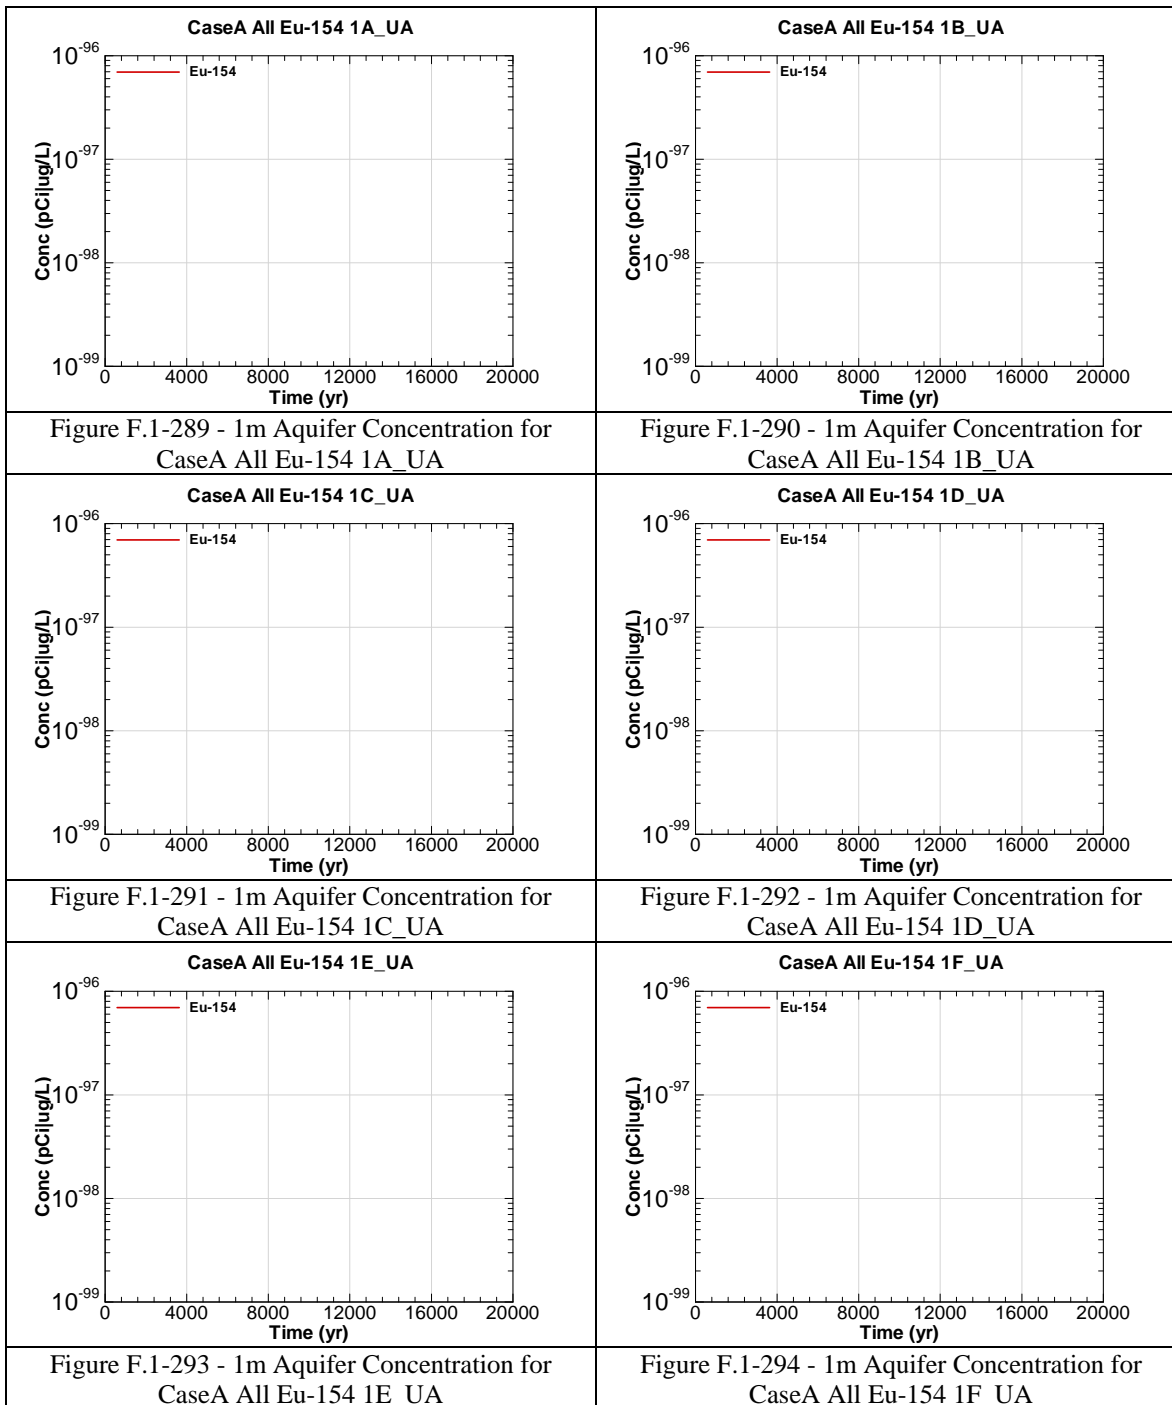 CaseA All Eu-154 1A_UA
10-96
Eu-154
10-97
Conc (pCi|ug/L)
10-98
10-99
0 4000 8000 12000 16000 20000
Time (yr)
Figure F.1-289 - 1m Aquifer Concentration for
CaseA All Eu-154 1A_UA
CaseA All Eu-154 1B_UA
10-96
Eu-154
10-97
Conc (pCi|ug/L)
10-98
10-99
0 4000 8000 12000 16000 20000
Time (yr)
Figure F.1-290 - 1m Aquifer Concentration for
CaseA All Eu-154 1B_UA
CaseA All Eu-154 1C_UA
10-96
Eu-154
10-97
Conc (pCi|ug/L)
10-98
10-99
0 4000 8000 12000 16000 20000
Time (yr)
Figure F.1-291 - 1m Aquifer Concentration for
CaseA All Eu-154 1C_UA
CaseA All Eu-154 1D_UA
10-96
Eu-154
10-97
Conc (pCi|ug/L)
10-98
10-99
0 4000 8000 12000 16000 20000
Time (yr)
Figure F.1-292 - 1m Aquifer Concentration for
CaseA All Eu-154 1D_UA
CaseA All Eu-154 1E_UA
10-96
Eu-154
10-97
Conc (pCi|ug/L)
10-98
10-99
0 4000 8000 12000 16000 20000
Time (yr)
Figure F.1-293 - 1m Aquifer Concentration for
CaseA All Eu-154 1E_UA
CaseA All Eu-154 1F_UA
10-96
Eu-154
10-97
Conc (pCi|ug/L)
10-98
10-99
0 4000 8000 12000 16000 20000
Time (yr)
Figure F.1-294 - 1m Aquifer Concentration for
CaseA All Eu-154 1F_UA